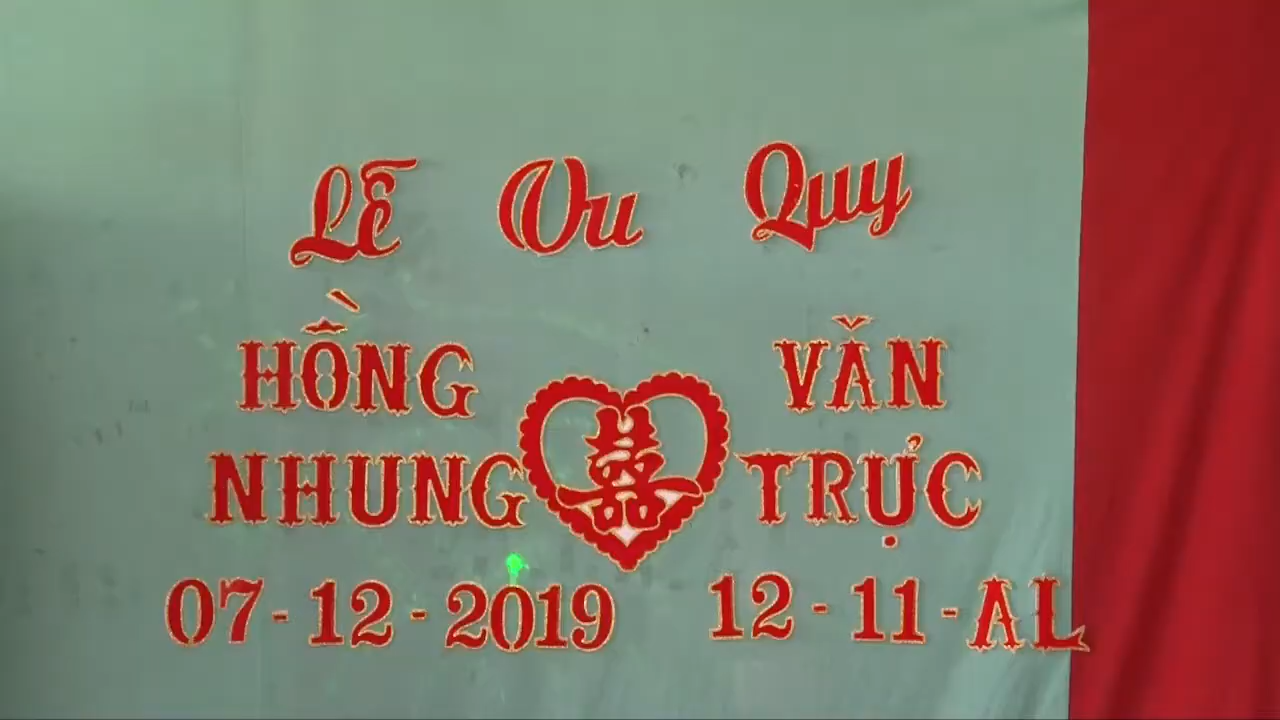 Lễ Vu Quy
HỒNG VĂN
NHUNG 囍 TRỰC
07-12-2019 12-11-AL